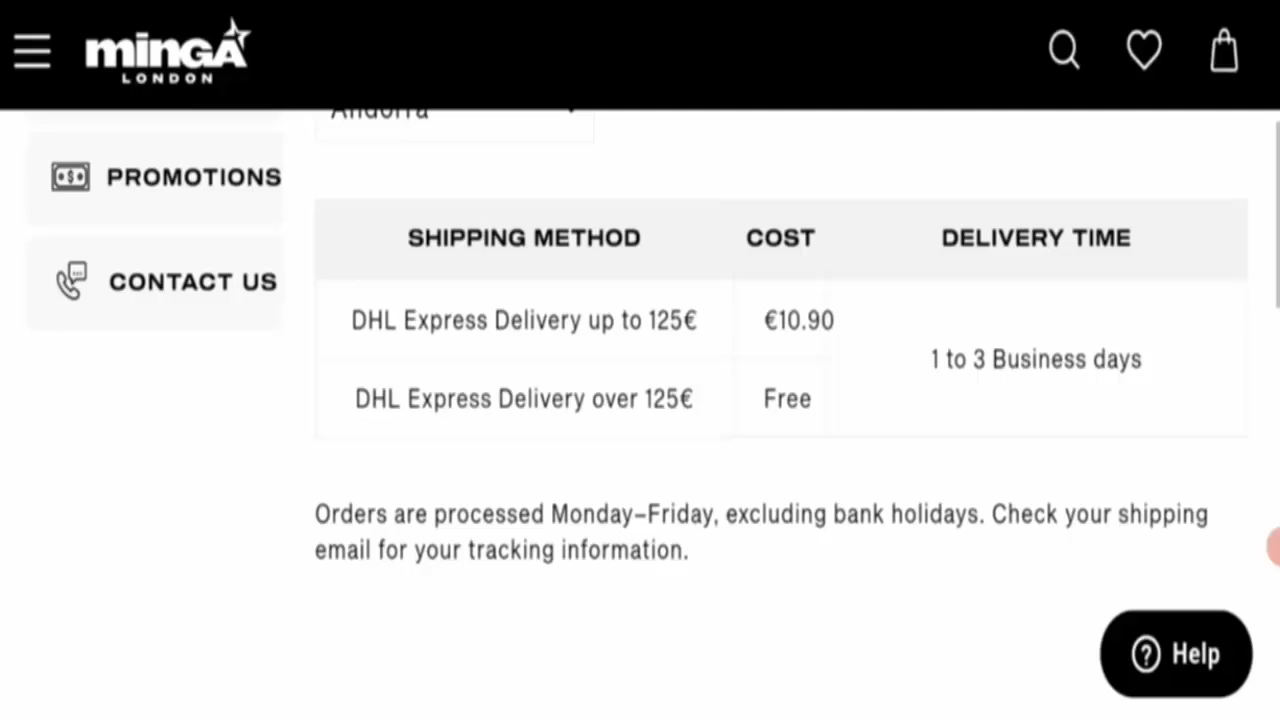 minGA
LONDON
Andorra
PROMOTIONS
CONTACT US
SHIPPING METHOD COST DELIVERY TIME
DHL Express Delivery up to 125€ €10.90
1 to 3 Business days
DHL Express Delivery over 125€ Free
Orders are processed Monday–Friday, excluding bank holidays. Check your shipping
email for your tracking information.
Help